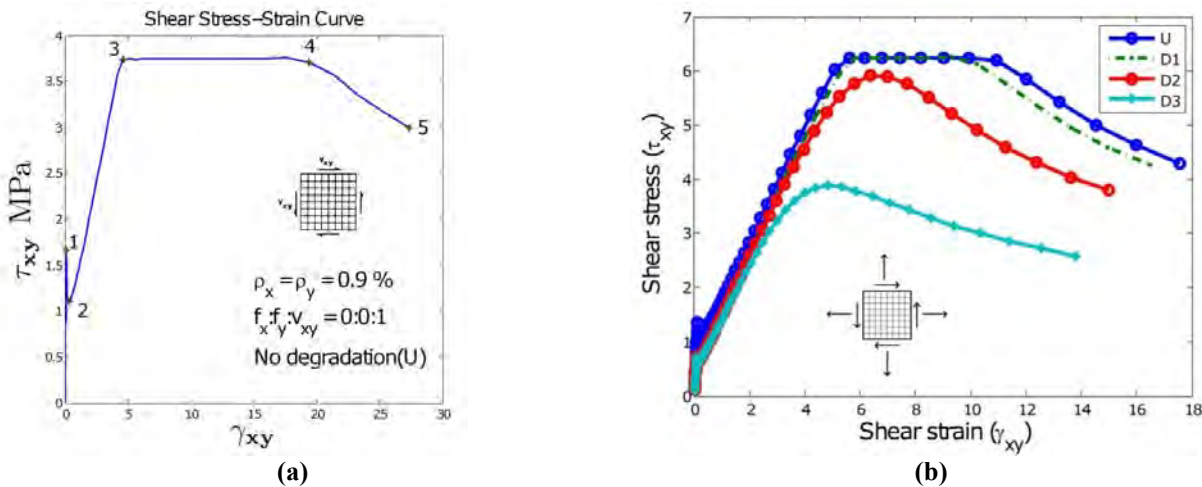 Shear Stress–Strain Curve
4
3.5
3
2.5
2
1.5
1
0.5
0
τxy MPa
1
2
3
4
5
vxy
vxy
ρx = ρy = 0.9 %
fx:fy:vxy = 0:0:1
No degradation(U)
0 5 10 15 20 25 30
γxy
(a)
7
6
5
4
3
2
1
0
Shear stress (τxy)
U
D1
D2
D3
0 2 4 6 8 10 12 14 16 18
Shear strain (γxy)
(b)